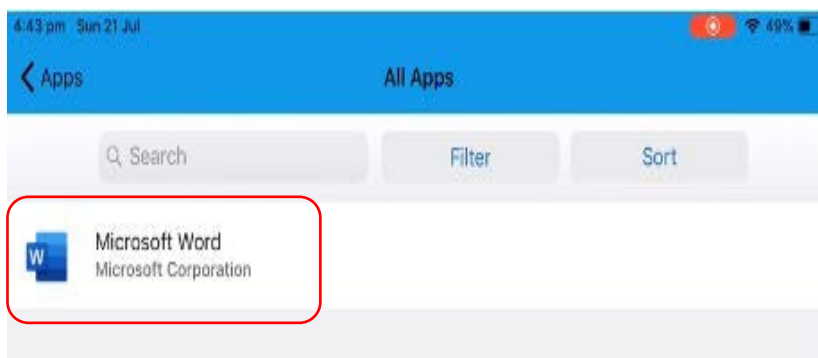 4:43 pm Sun 21 Jul 49%
Apps All Apps
Search Filter Sort
W Microsoft Word
Microsoft Corporation